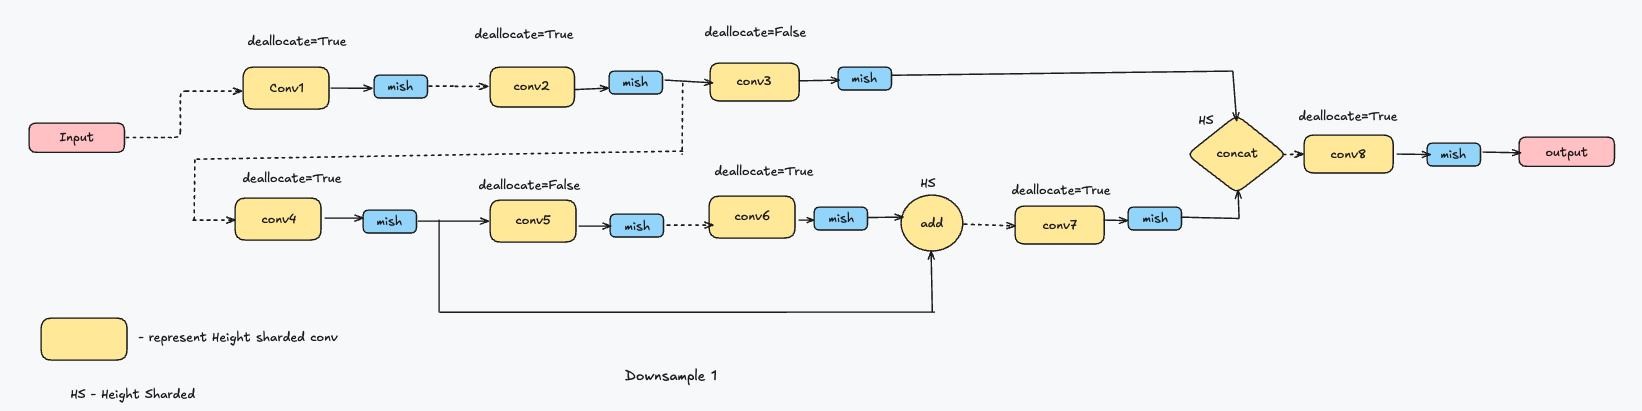 deallocate=True
deallocate=True
deallocate=False
Conv1
mish
conv2
mish
conv3
mish
Input
HS
deallocate=True
concat
conv8
mish
output
deallocate=True
deallocate=False
deallocate=True
HS
deallocate=True
conv4
mish
conv5
mish
conv6
mish
add
conv7
mish
- represent Height sharded conv
Downsample 1
HS - Height Sharded